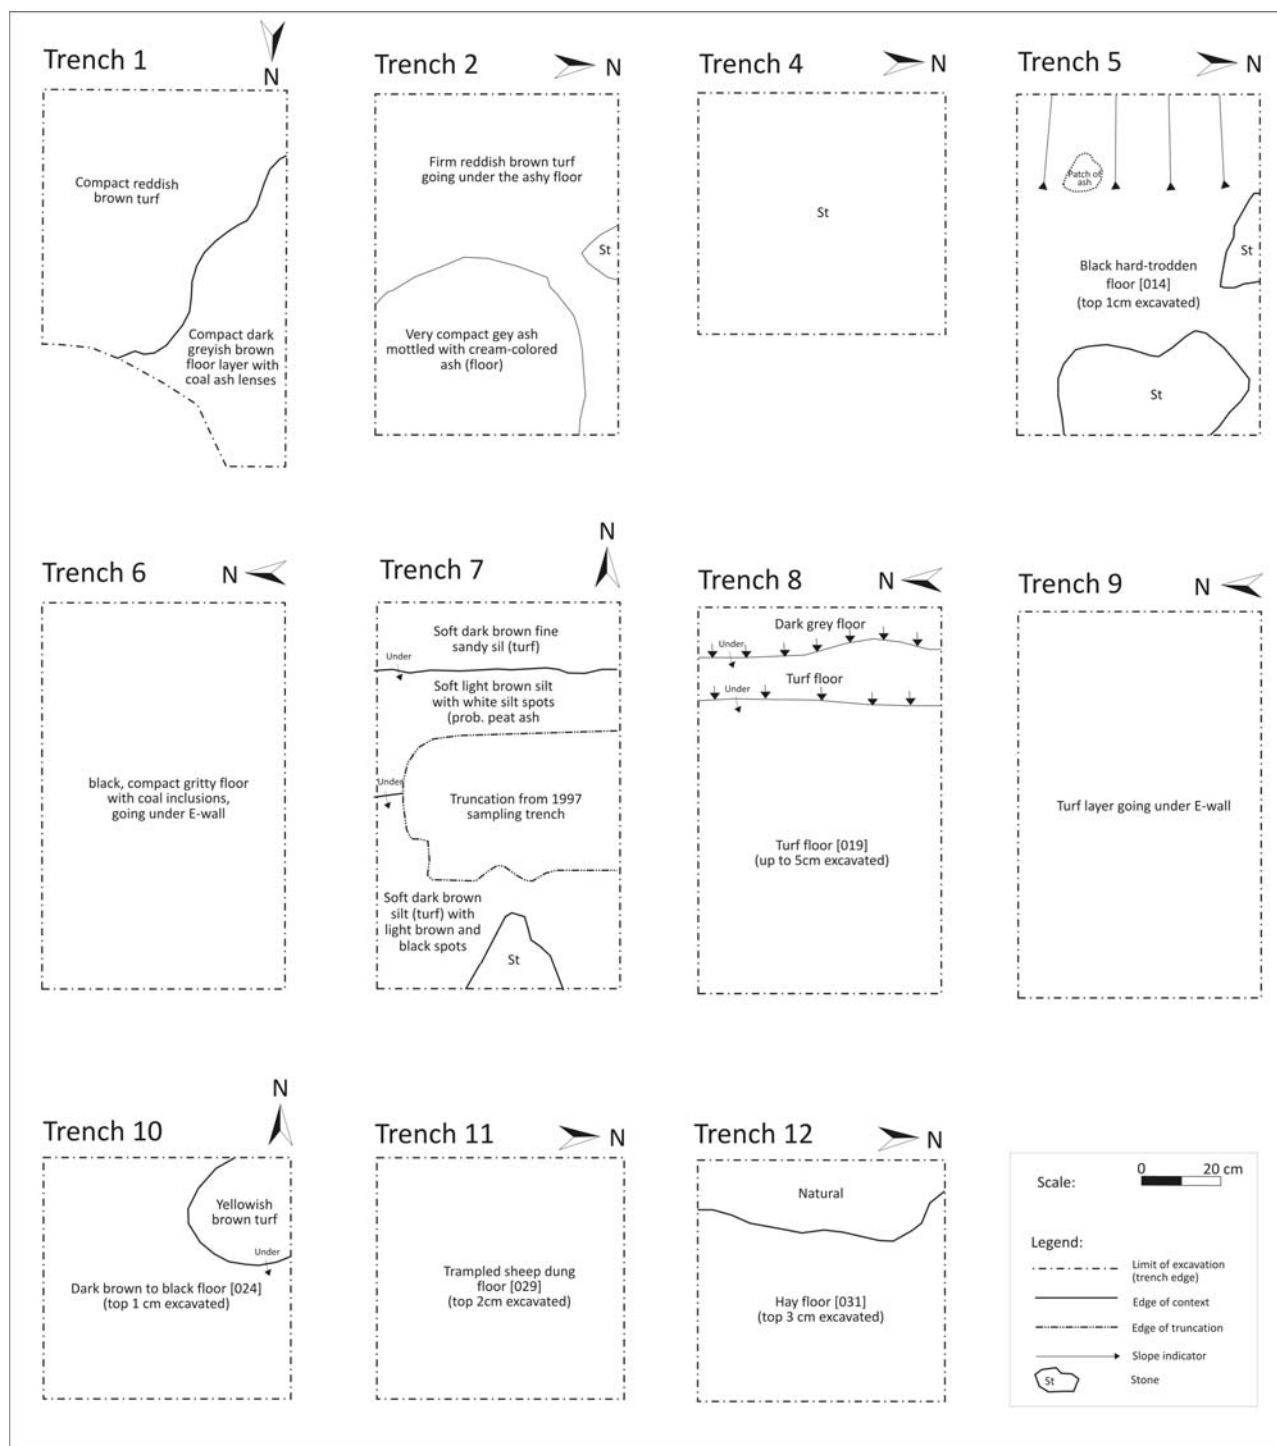 Trench 1
N
Compact reddish
brown turf
Compact dark
greyish brown
floor layer with
coal ash lenses
Trench 2
N
Firm reddish brown turf
going under the ashy floor
St
Very compact gey ash
mottled with cream-colored
ash (floor)
Trench 4
N
St
Trench 5
N
Patch of
ash
St
Black hard-trodden
floor [014]
(top 1cm excavated)
St
Trench 6
N
black, compact gritty floor
with coal inclusions,
going under E-wall
Trench 7
N
Soft dark brown fine
sandy sil (turf)
Under
Soft light brown silt
with white silt spots
(prob. peat ash
Under
Truncation from 1997
sampling trench
Soft dark brown
silt (turf) with
light brown and
black spots
St
Trench 8
N
Dark grey floor
Under
Turf floor
Under
Turf floor [019]
(up to 5cm excavated)
Trench 9
N
Turf layer going under E-wall
Trench 10
N
Yellowish
brown turf
Under
Dark brown to black floor [024]
(top 1 cm excavated)
Trench 11
N
Trampled sheep dung
floor [029]
(top 2cm excavated)
Trench 12
N
Natural
Hay floor [031]
(top 3 cm excavated)
Scale:
0 20 cm
Legend:
Limit of excavation
(trench edge)
Edge of context
Edge of truncation
Slope indicator
St
Stone